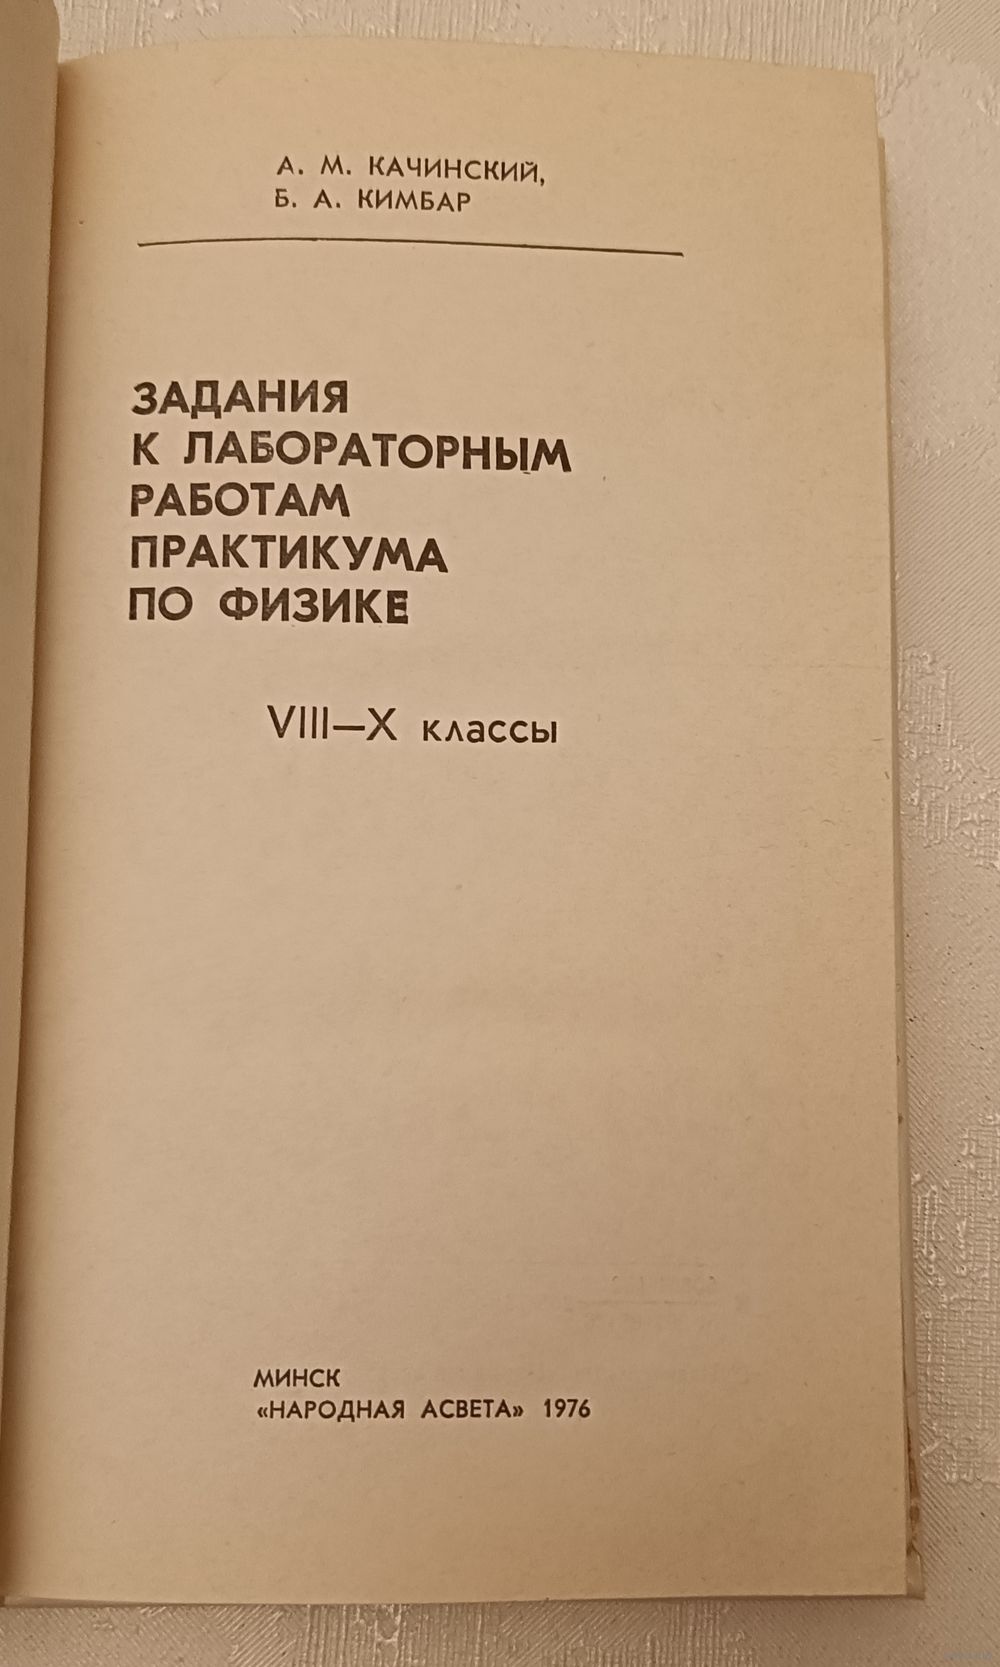 А. М. КАЧИНСКИЙ,
Б. А. КИМБАР
ЗАДАНИЯ
К ЛАБОРАТОРНЫМ
РАБОТАМ
ПРАКТИКУМА
ПО ФИЗИКЕ
VIII—X классы
МИНСК
«НАРОДНАЯ АСВЕТА» 1976